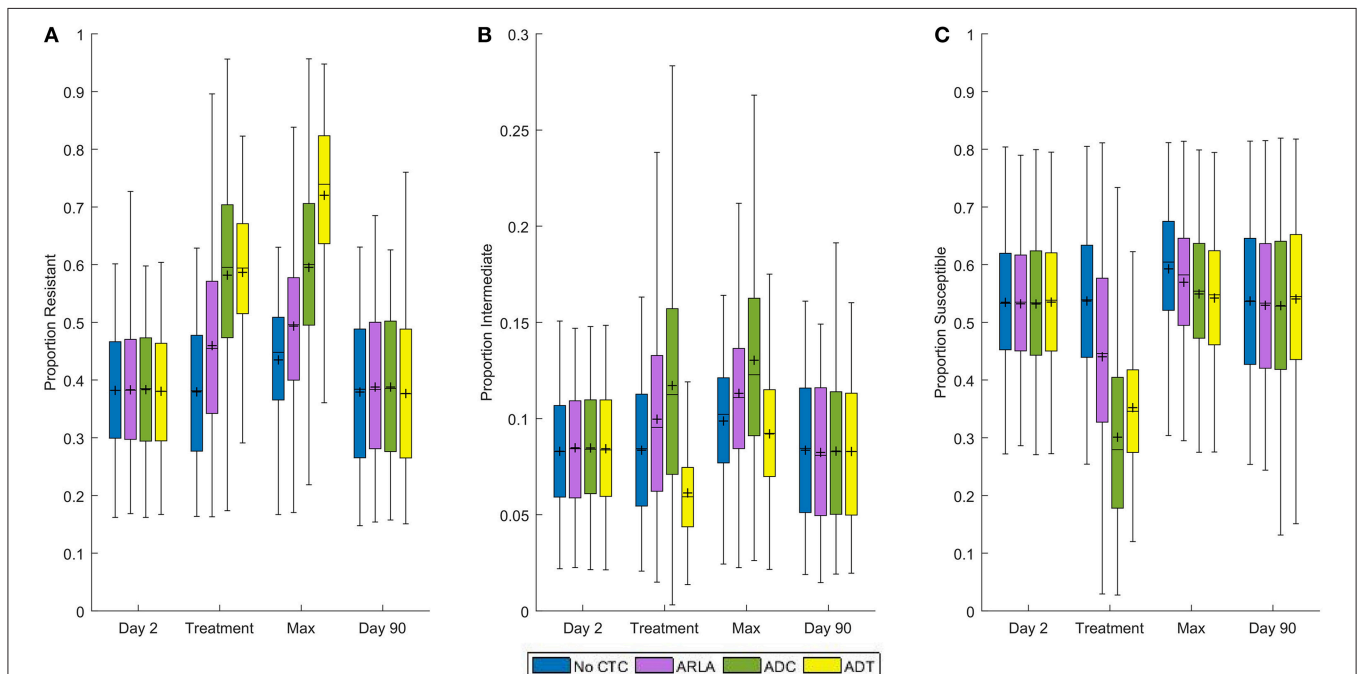 A
Proportion Resistant
1
0.9
0.8
0.7
0.6
0.5
0.4
0.3
0.2
0.1
0
Day 2 Treatment Max Day 90
B
Proportion Intermediate
0.3
0.25
0.2
0.15
0.1
0.05
0
Day 2 Treatment Max Day 90
C
Proportion Susceptible
1
0.9
0.8
0.7
0.6
0.5
0.4
0.3
0.2
0.1
0
Day 2 Treatment Max Day 90
No CTC ARLA ADC ADT